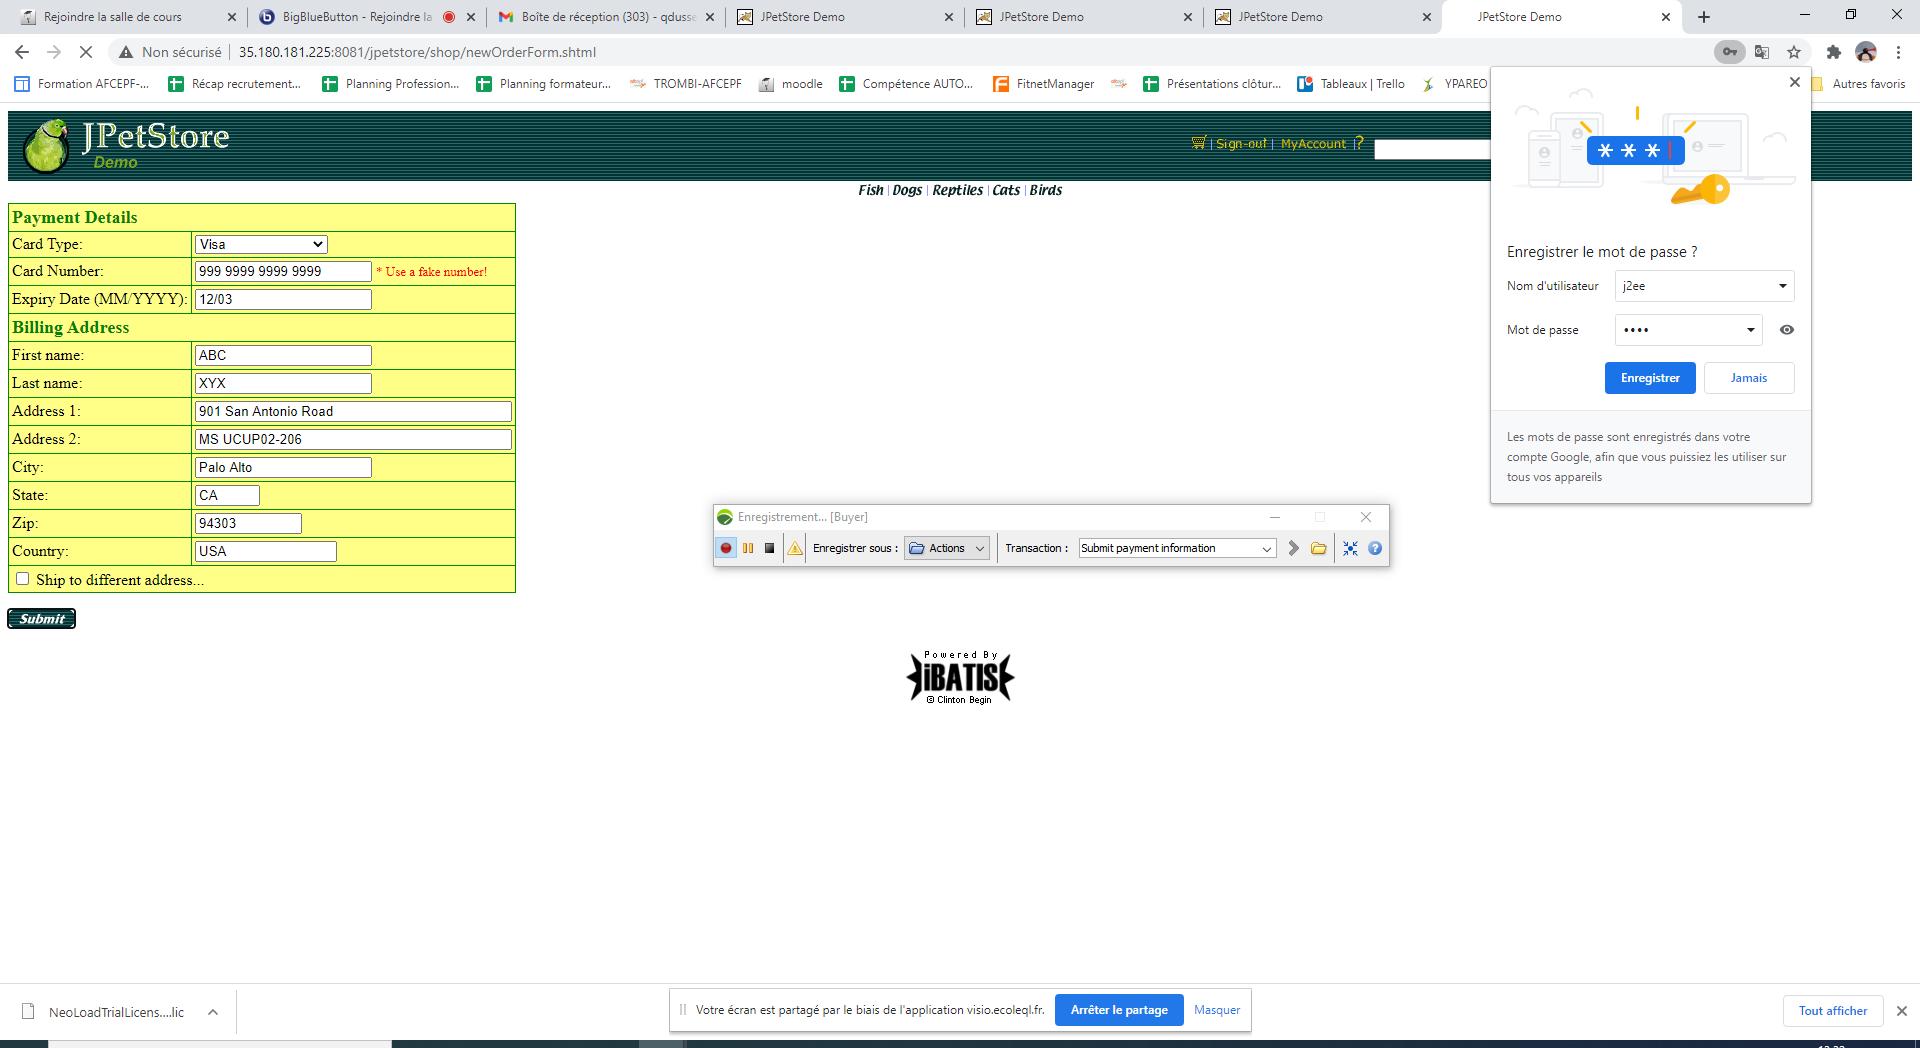 Rejoindre la salle de cours
BigBlueButton - Rejoindre la
Boîte de réception (303) - qdusse
JPetStore Demo
JPetStore Demo
JPetStore Demo
JPetStore Demo
Non sécurisé
35.180.181.225:8081/jpetstore/shop/newOrderForm.shtml
Formation AFCEPF-...
Récap recrutement...
Planning Profession...
Planning formateur...
TROMBI-AFCEPF
moodle
Compétence AUTO...
FitnetManager
Présentations clôtur...
Tableaux | Trello
YPAREO
Autres favoris
JPetStore
Demo
Sign-out | MyAccount | ?
Fish | Dogs | Reptiles | Cats | Birds
Payment Details
Card Type: Visa
Card Number: 999 9999 9999 9999 * Use a fake number!
Expiry Date (MM/YYYY): 12/03
Billing Address
First name: ABC
Last name: XYX
Address 1: 901 San Antonio Road
Address 2: MS UCUP02-206
City: Palo Alto
State: CA
Zip: 94303
Country: USA
Ship to different address...
Submit
Enregistrer le mot de passe ?
Nom d'utilisateur j2ee
Mot de passe ••••
Enregistrer Jamais
Les mots de passe sont enregistrés dans votre
compte Google, afin que vous puissiez les utiliser sur
tous vos appareils
Enregistrement... [Buyer]
Enregistrer sous : Actions Transaction : Submit payment information
Powered By
iBATIS
© Clinton Begin
NeoLoadTrialLicens....lic
Votre écran est partagé par le biais de l'application visio.ecoleql.fr.
Arrêter le partage
Masquer
Tout afficher